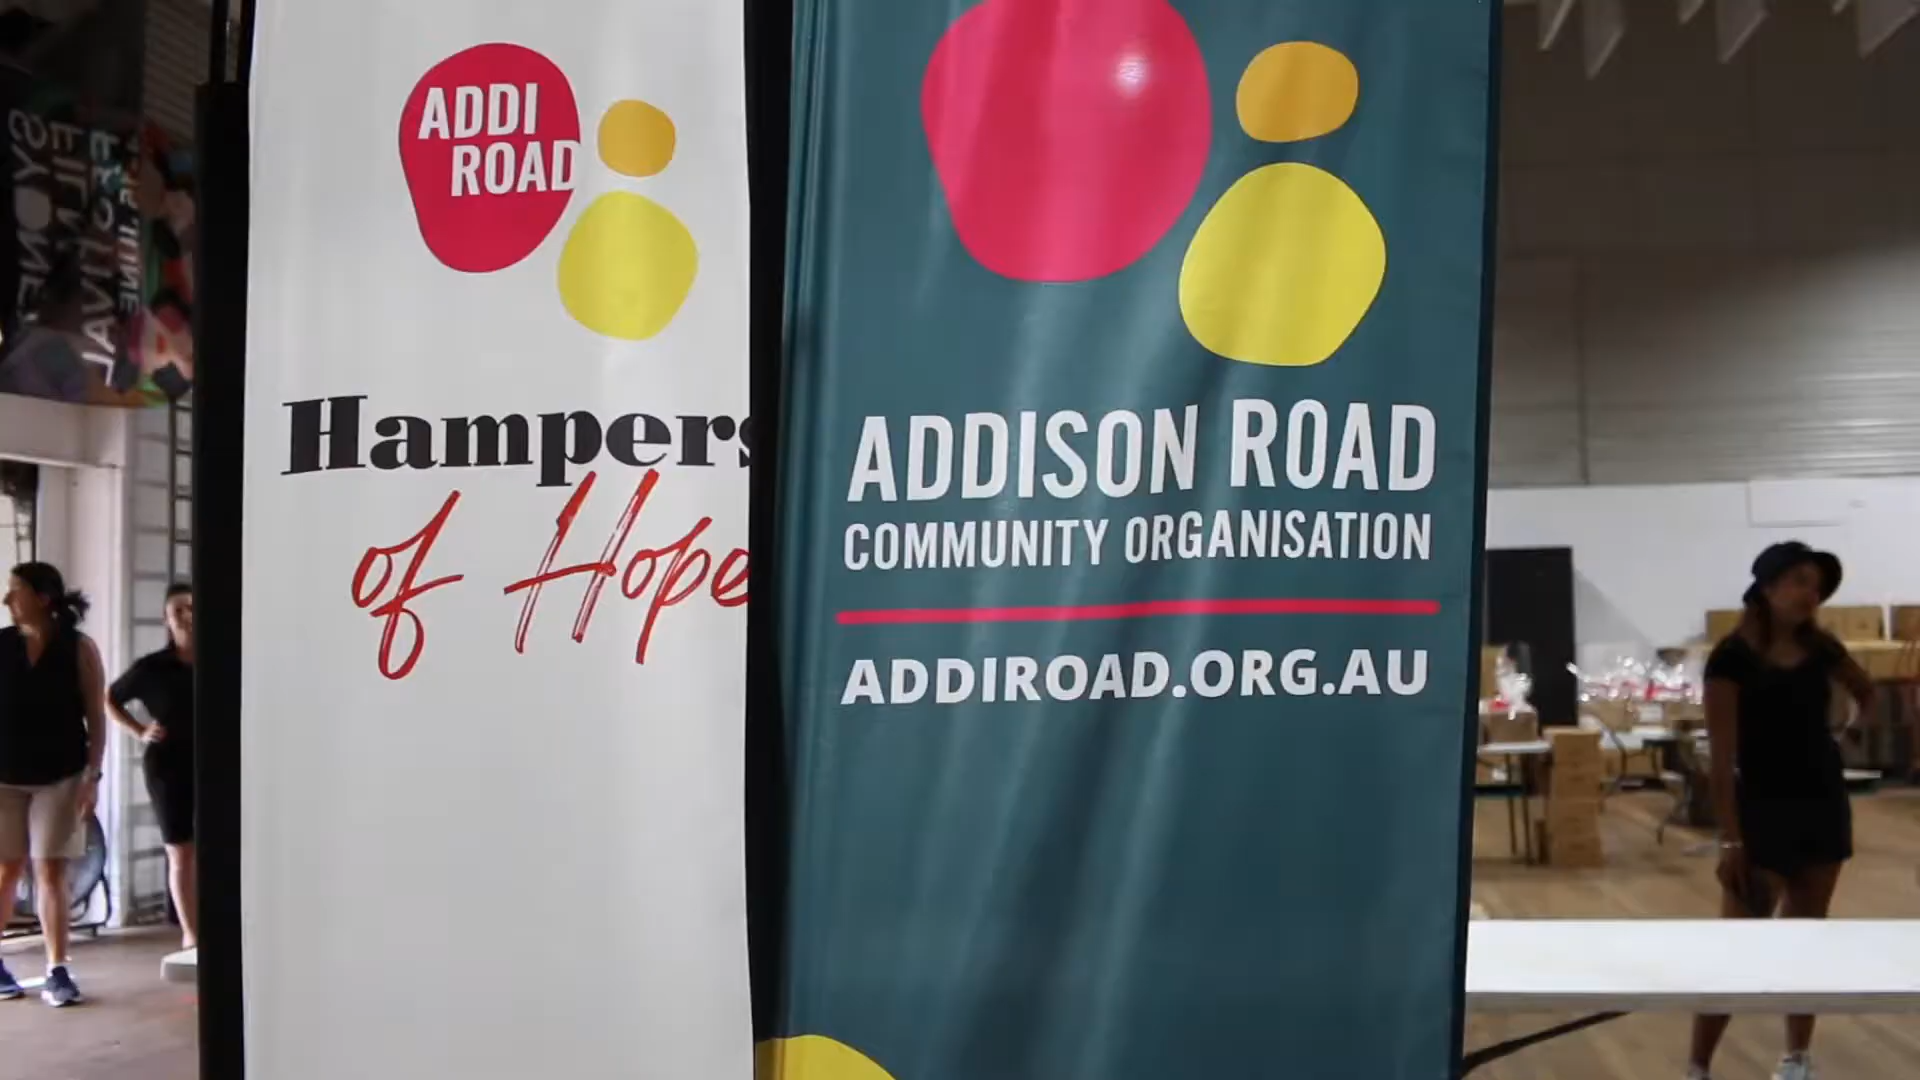 ADDI
ROAD
Hampers
of Hope
ADDISON ROAD
COMMUNITY ORGANISATION
ADDIROAD.ORG.AU